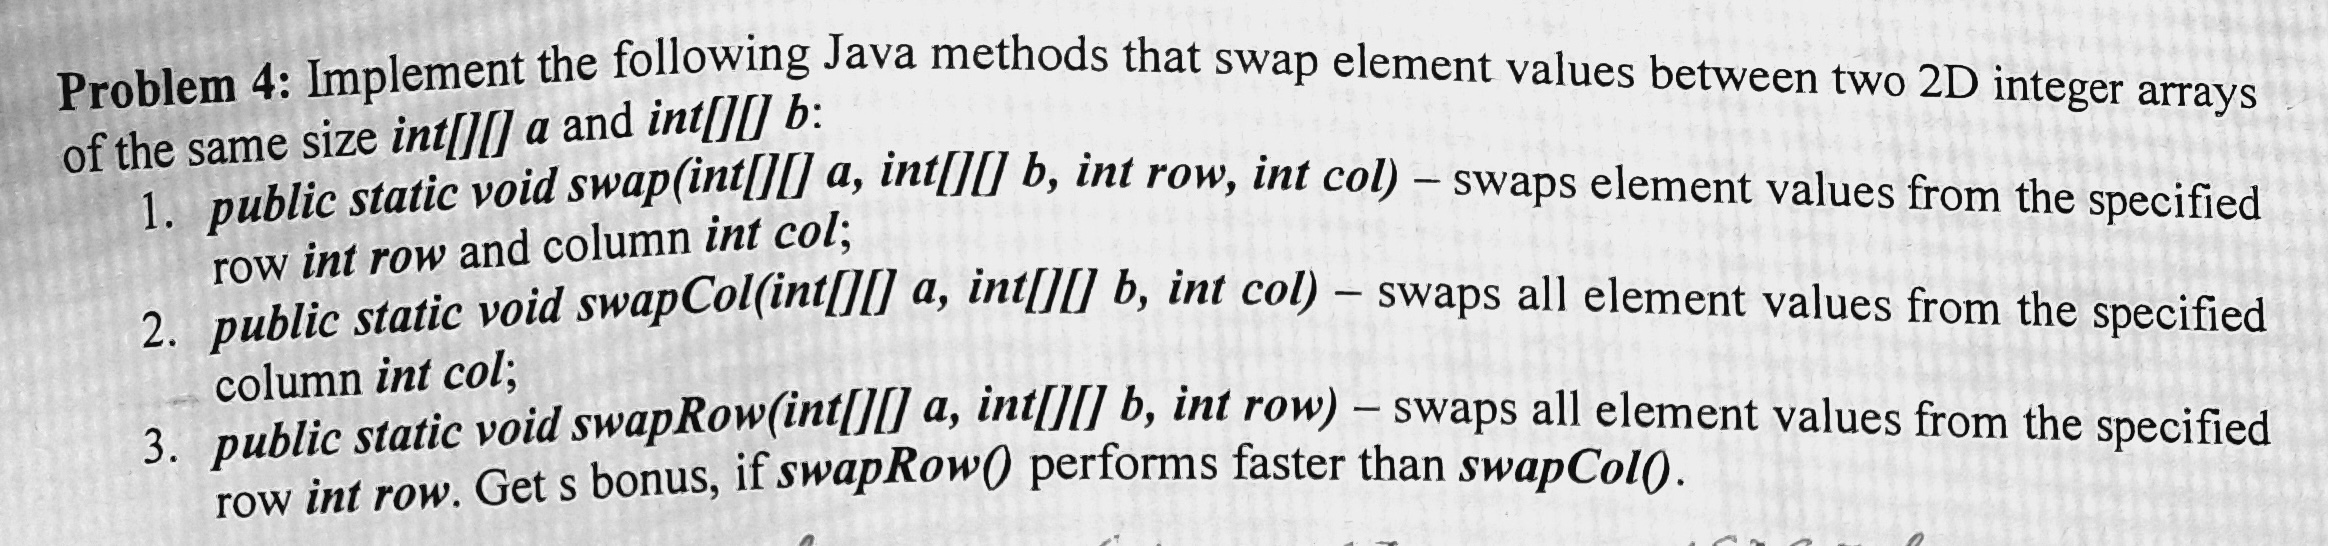 Problem 4: Implement the following Java methods that swap element values between two 2D integer arrays
of the same size int[][] a and int[][] b:
1. public static void swap(int[][] a, int[][] b, int row, int col) – swaps element values from the specified
row int row and column int col;
2. public static void swapCol(int[][] a, int[][] b, int col) – swaps all element values from the specified
column int col;
3. public static void swapRow(int[][] a, int[][] b, int row) – swaps all element values from the specified
row int row. Get s bonus, if swapRow() performs faster than swapCol().